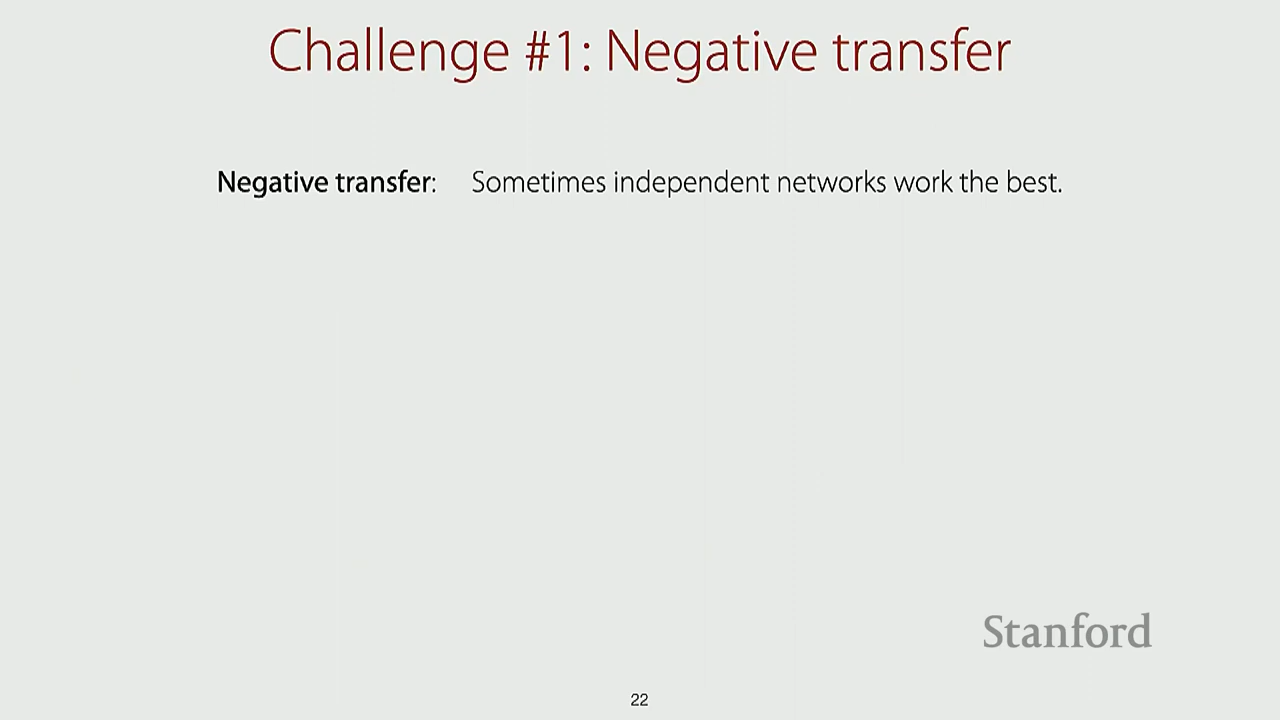 Challenge #1: Negative transfer
Negative transfer: Sometimes independent networks work the best.
Stanford
22